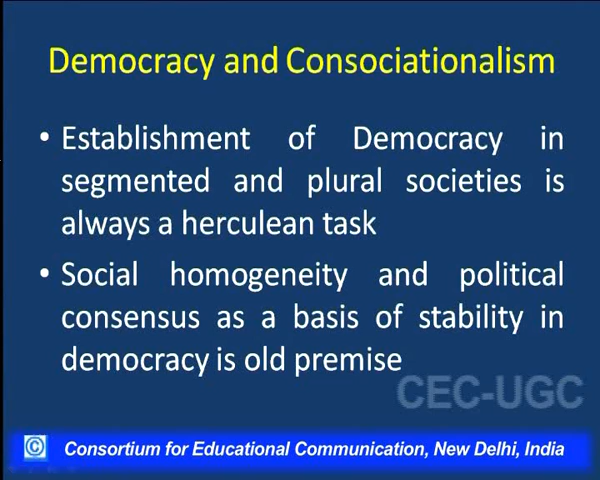 Democracy and Consociationalism
• Establishment of Democracy in
segmented and plural societies is
always a herculean task
• Social homogeneity and political
consensus as a basis of stability in
democracy is old premise
CEC-UGC
© Consortium for Educational Communication, New Delhi, India